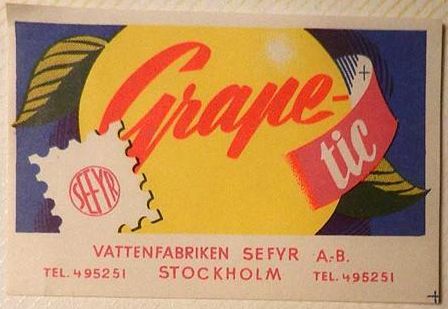 Grape-
tic
SEFYR
VATTENFABRIKEN SEFYR A.-B.
TEL. 495251 STOCKHOLM TEL. 495251